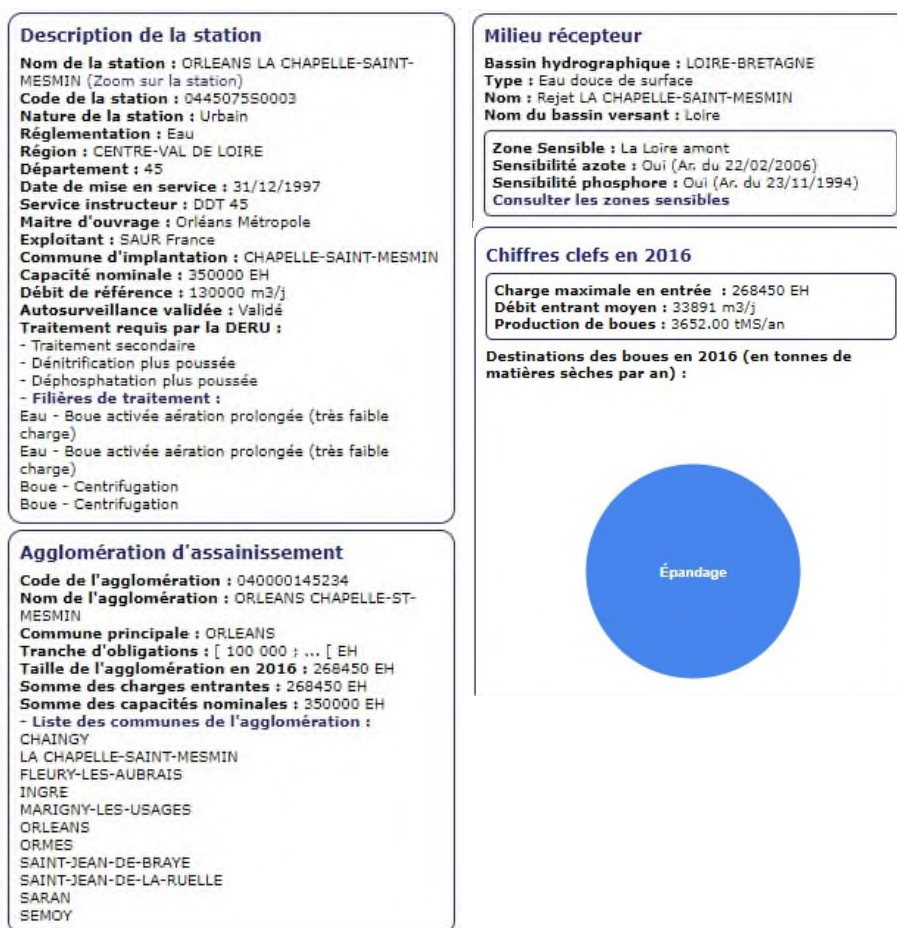 Description de la station
Nom de la station : ORLEANS LA CHAPELLE-SAINT-
MESMIN (Zoom sur la station)
Code de la station : 0445075S0003
Nature de la station : Urbain
Réglementation : Eau
Région : CENTRE-VAL DE LOIRE
Département : 45
Date de mise en service : 31/12/1997
Service instructeur : DDT 45
Maitre d'ouvrage : Orléans Métropole
Exploitant : SAUR France
Commune d'implantation : CHAPELLE-SAINT-MESMIN
Capacité nominale : 350000 EH
Débit de référence : 130000 m3/j
Autosurveillance validée : Validé
Traitement requis par la DERU :
- Traitement secondaire
- Dénitrification plus poussée
- Déphosphatation plus poussée
- Filières de traitement :
Eau - Boue activée aération prolongée (très faible
charge)
Eau - Boue activée aération prolongée (très faible
charge)
Boue - Centrifugation
Boue - Centrifugation
Agglomération d'assainissement
Code de l'agglomération : 040000145234
Nom de l'agglomération : ORLEANS CHAPELLE-ST-
MESMIN
Commune principale : ORLEANS
Tranche d'obligations : [ 100 000 ; ... [ EH
Taille de l'agglomération en 2016 : 268450 EH
Somme des charges entrantes : 268450 EH
Somme des capacités nominales : 350000 EH
- Liste des communes de l'agglomération :
CHAINGY
LA CHAPELLE-SAINT-MESMIN
FLEURY-LES-AUBRAIS
INGRE
MARIGNY-LES-USAGES
ORLEANS
ORMES
SAINT-JEAN-DE-BRAYE
SAINT-JEAN-DE-LA-RUELLE
SARAN
SEMOY
Milieu récepteur
Bassin hydrographique : LOIRE-BRETAGNE
Type : Eau douce de surface
Nom : Rejet LA CHAPELLE-SAINT-MESMIN
Nom du bassin versant : Loire
Zone Sensible : La Loire amont
Sensibilité azote : Oui (Ar. du 22/02/2006)
Sensibilité phosphore : Oui (Ar. du 23/11/1994)
Consulter les zones sensibles
Chiffres clefs en 2016
Charge maximale en entrée : 268450 EH
Débit entrant moyen : 33891 m3/j
Production de boues : 3652.00 tMS/an
Destinations des boues en 2016 (en tonnes de
matières sèches par an) :
Épandage